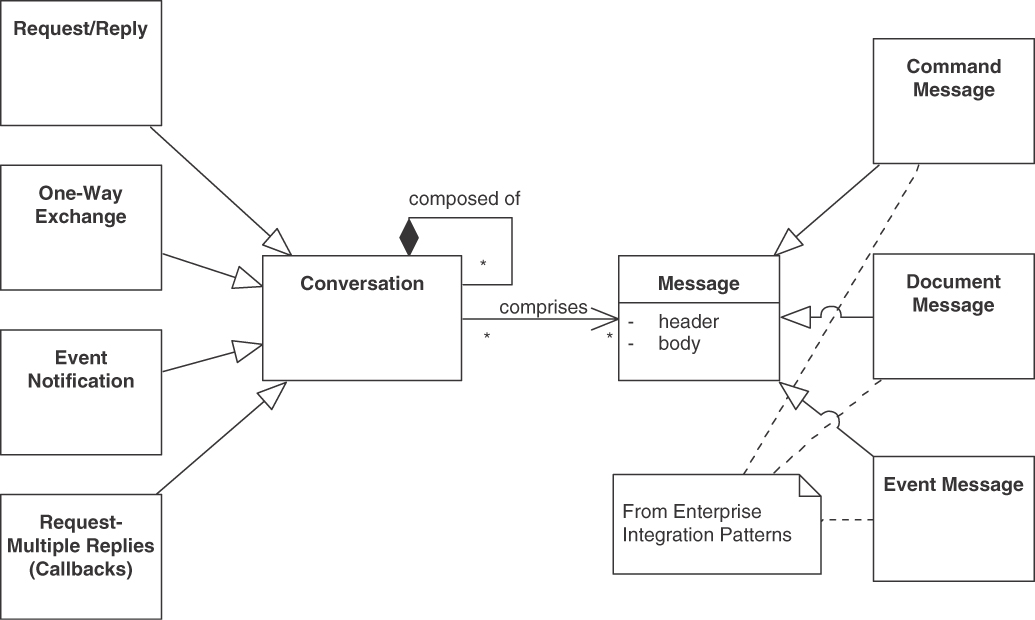 Request/Reply
One-Way
Exchange
Event
Notification
Request-
Multiple Replies
(Callbacks)
composed of
*
Conversation
comprises
*
*
Message
- header
- body
Command
Message
Document
Message
Event Message
From Enterprise
Integration Patterns